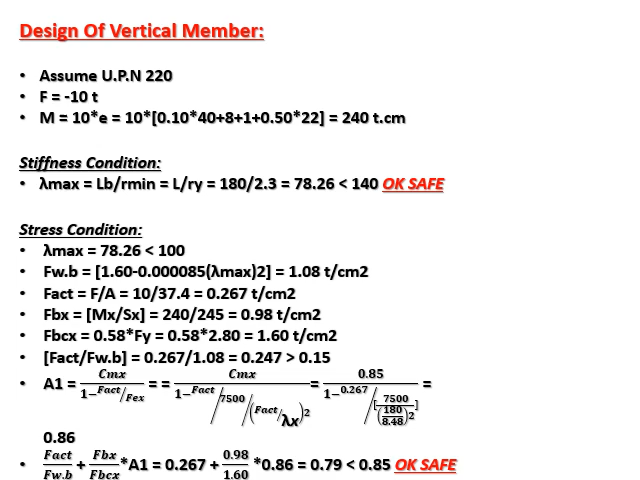 Design Of Vertical Member:
• Assume U.P.N 220
• F = -10 t
• M = 10*e = 10*[0.10*40+8+1+0.50*22] = 240 t.cm
Stiffness Condition:
• λmax = Lb/rmin = L/ry = 180/2.3 = 78.26 < 140 OK SAFE
Stress Condition:
• λmax = 78.26 < 100
• Fw.b = [1.60-0.000085(λmax)2] = 1.08 t/cm2
• Fact = F/A = 10/37.4 = 0.267 t/cm2
• Fbx = [Mx/Sx] = 240/245 = 0.98 t/cm2
• Fbcx = 0.58*Fy = 0.58*2.80 = 1.60 t/cm2
• [Fact/Fw.b] = 0.267/1.08 = 0.247 > 0.15
• A1 = Cmx / (1−Fact/Fex) = = Cmx / (1−Fact/7500/(Fact/λx)2) = 0.85 / (1−0.267/[7500/(180/8.48)2]) =
0.86
• Fact/Fw.b + Fbx/Fbcx *A1 = 0.267 + 0.98/1.60 *0.86 = 0.79 < 0.85 OK SAFE